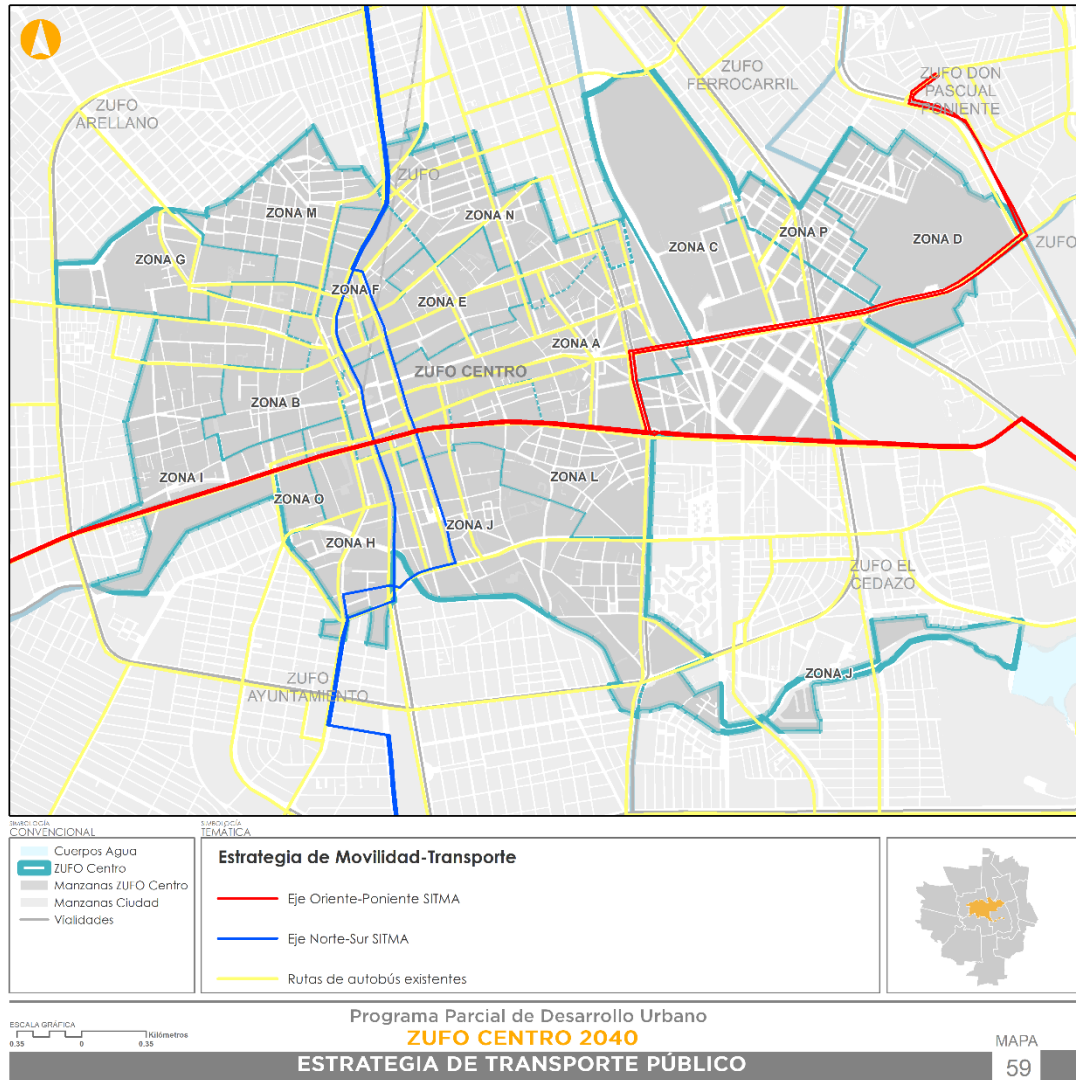 ZUFO
ARELLANO
ZUFO
FERROCARRIL
ZUFO DON
PASCUAL
PONIENTE
ZUFO
ZONA M
ZONA N
ZONA G
ZONA C
ZONA P
ZONA D
ZUFO
ZONA F
ZONA E
ZONA A
ZUFO CENTRO
ZONA B
ZONA I
ZONA O
ZONA L
ZONA H
ZONA J
ZUFO EL
CEDAZO
ZUFO
AYUNTAMIENTO
ZONA J
SIMBOLOGÍA
CONVENCIONAL
Cuerpos Agua
ZUFO Centro
Manzanas ZUFO Centro
Manzanas Ciudad
Vialidades
SIMBOLOGÍA
TEMÁTICA
Estrategia de Movilidad-Transporte
Eje Oriente-Poniente SITMA
Eje Norte-Sur SITMA
Rutas de autobús existentes
ESCALA GRÁFICA
Kilómetros
0.35 0 0.35
Programa Parcial de Desarrollo Urbano
ZUFO CENTRO 2040
ESTRATEGIA DE TRANSPORTE PÚBLICO
MAPA
59